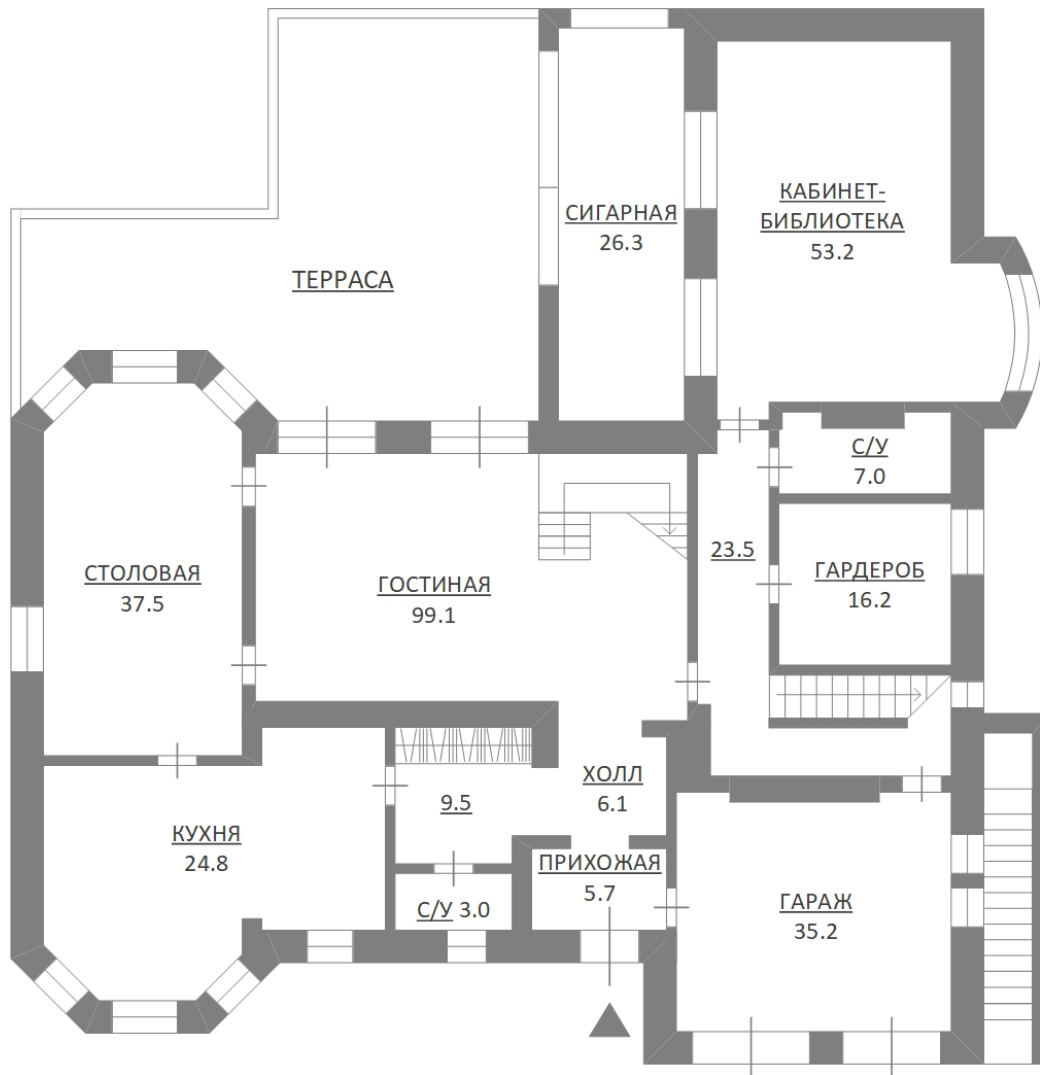 КАБИНЕТ-
БИБЛИОТЕКА
53.2
СИГАРНАЯ
26.3
ТЕРРАСА
С/У
7.0
23.5
ГАРДЕРОБ
16.2
СТОЛОВАЯ
37.5
ГОСТИНАЯ
99.1
ХОЛЛ
6.1
9.5
КУХНЯ
24.8
ПРИХОЖАЯ
5.7
С/У 3.0
ГАРАЖ
35.2